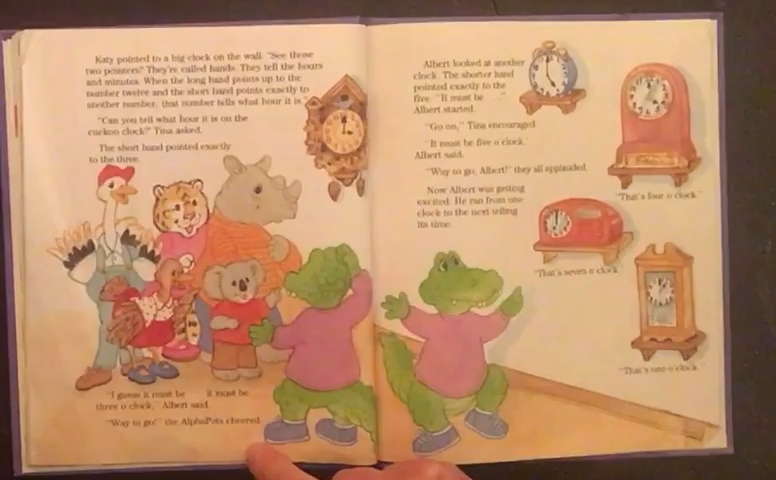 Katy pointed to a big clock on the wall. "See those
two pointers? They're called hands. They tell the hours
and minutes. When the long hand points up to the
number twelve and the short hand points exactly to
another number, that number tells what hour it is."
"Can you tell what hour it is on the
cuckoo clock?" Tina asked.
The short hand pointed exactly
to the three.
"I guess it must be . . . it must be . . .
three o'clock," Albert said.
"Way to go!" the AlphaPets cheered.
Albert looked at another
clock. The shorter hand
pointed exactly to the
five. "It must be . . ."
Albert started.
"Go on," Tina encouraged.
"It must be five o'clock,"
Albert said.
"Way to go, Albert!" they all applauded.
Now Albert was getting
excited. He ran from one
clock to the next telling
its time.
"That's four o'clock."
"That's seven o'clock."
"That's one o'clock."